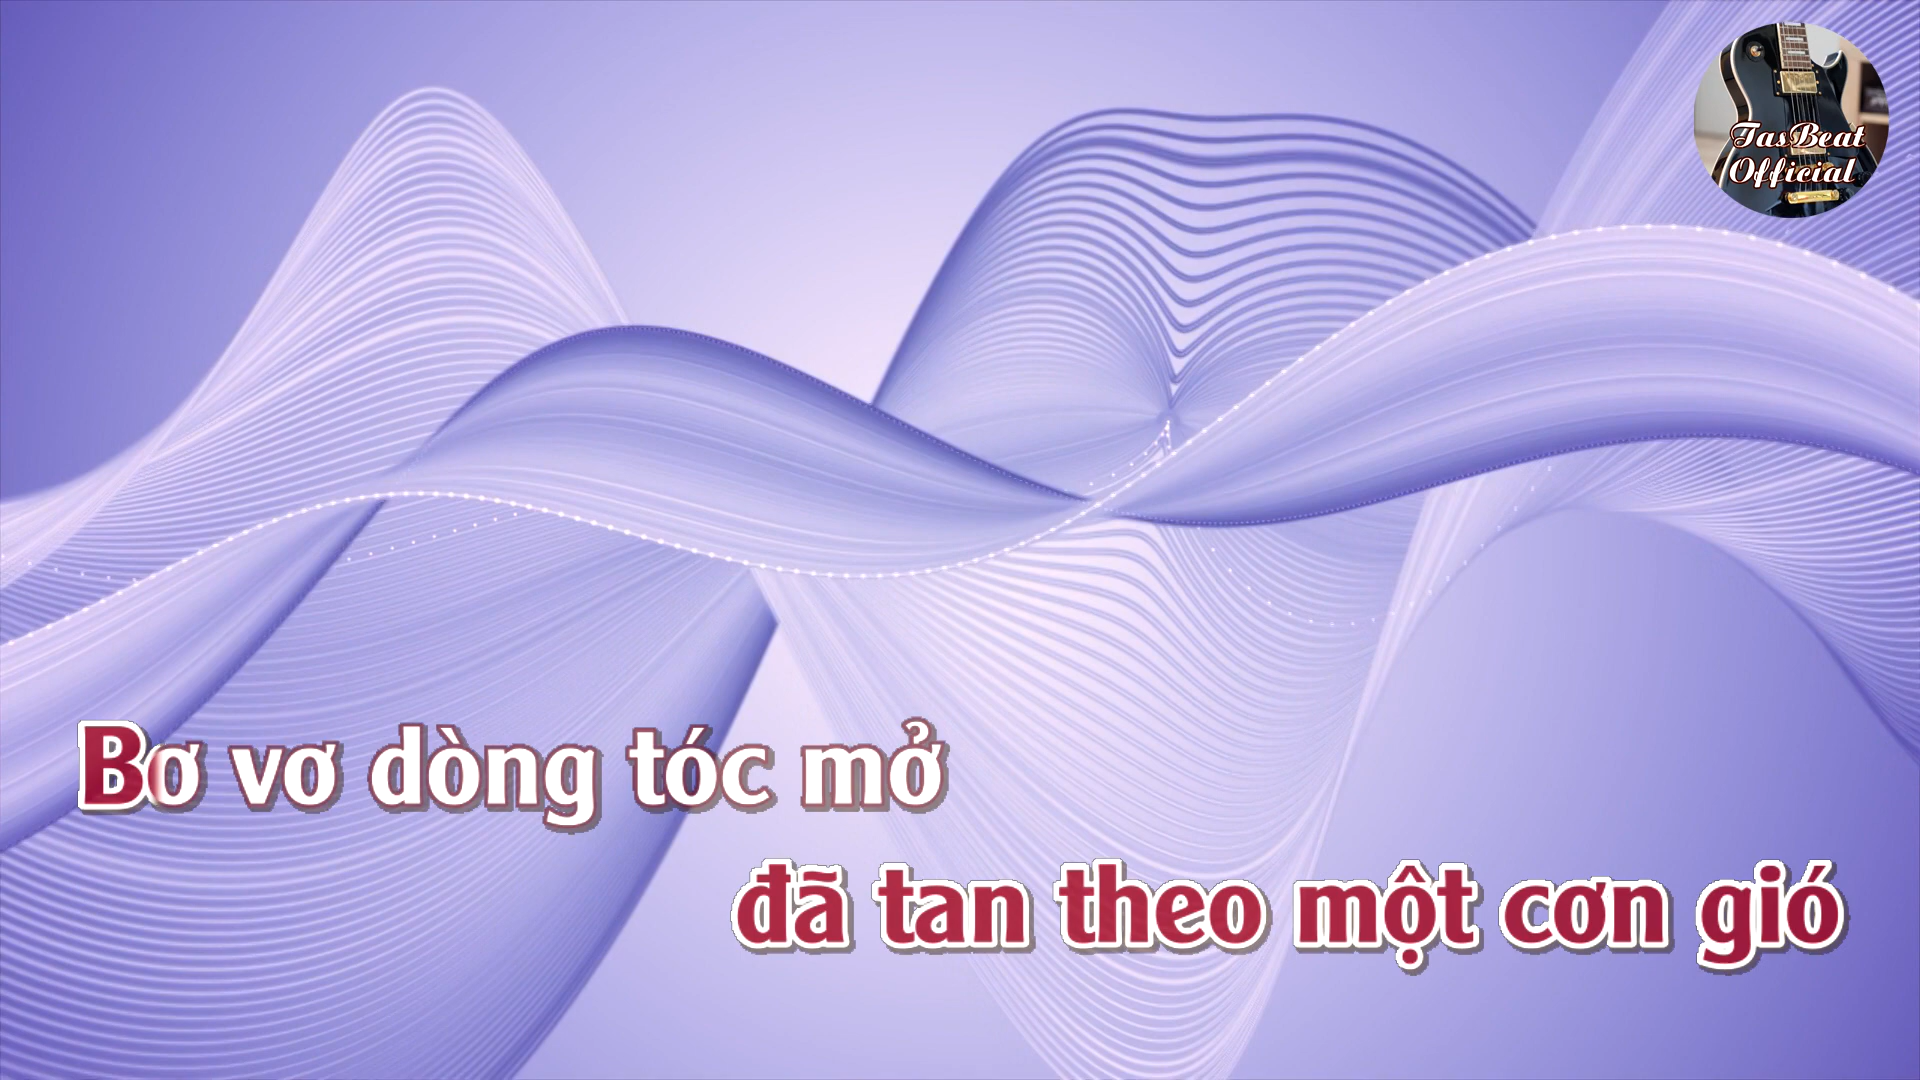 TasBeat
Official
Bơ vơ dòng tóc mở
đã tan theo một cơn gió